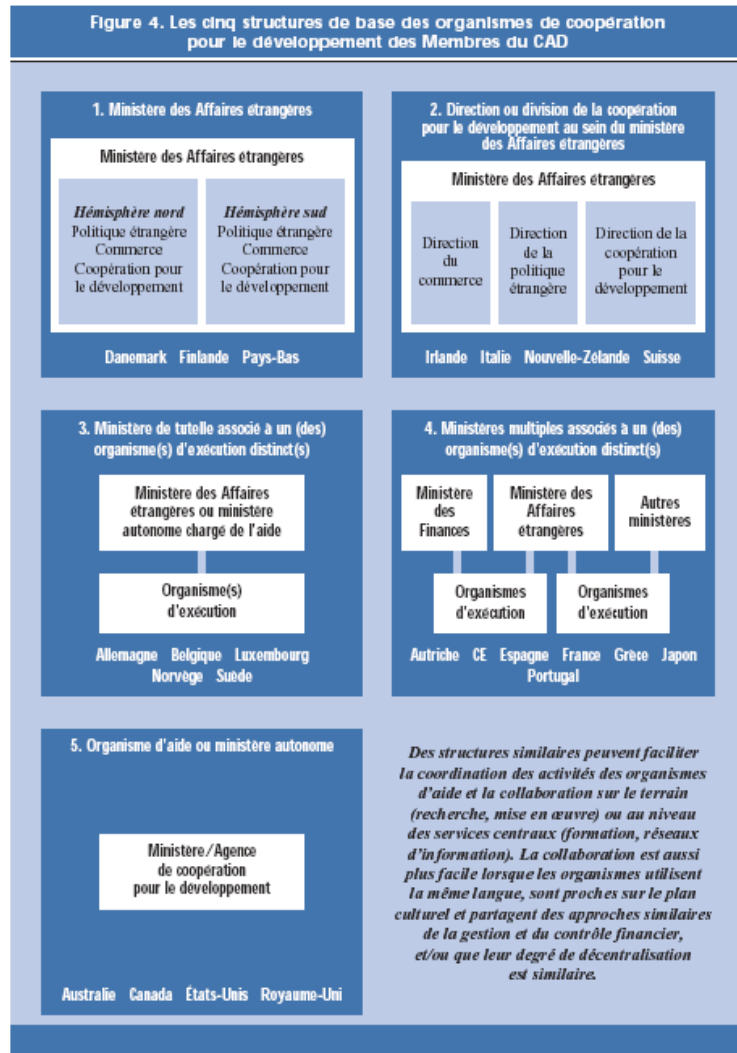 Figure 4. Les cinq structures de base des organismes de coopération
pour le développement des Membres du CAD
1. Ministère des Affaires étrangères
Ministère des Affaires étrangères
Hémisphère nord
Politique étrangère
Commerce
Coopération pour
le développement
Hémisphère sud
Politique étrangère
Commerce
Coopération pour
le développement
Danemark Finlande Pays-Bas
2. Direction ou division de la coopération
pour le développement au sein du ministère
des Affaires étrangères
Ministère des Affaires étrangères
Direction
du
commerce
Direction
de la
politique
étrangère
Direction de la
coopération
pour le
développement
Irlande Italie Nouvelle-Zélande Suisse
3. Ministère de tutelle associé à un (des)
organisme(s) d'exécution distinct(s)
Ministère des Affaires
étrangères ou ministère
autonome chargé de l'aide
Organisme(s)
d'exécution
Allemagne Belgique Luxembourg
Norvège Suède
4. Ministères multiples associés à un (des)
organisme(s) d'exécution distinct(s)
Ministère
des
Finances
Ministère des
Affaires
étrangères
Autres
ministères
Organismes
d'exécution
Organismes
d'exécution
Autriche CE Espagne France Grèce Japon
Portugal
5. Organisme d'aide ou ministère autonome
Ministère/Agence
de coopération
pour le développement
Australie Canada États-Unis Royaume-Uni
Des structures similaires peuvent faciliter
la coordination des activités des organismes
d'aide et la collaboration sur le terrain
(recherche, mise en œuvre) ou au niveau
des services centraux (formation, réseaux
d'information). La collaboration est aussi
plus facile lorsque les organismes utilisent
la même langue, sont proches sur le plan
culturel et partagent des approches similaires
de la gestion et du contrôle financier,
et/ou que leur degré de décentralisation
est similaire.